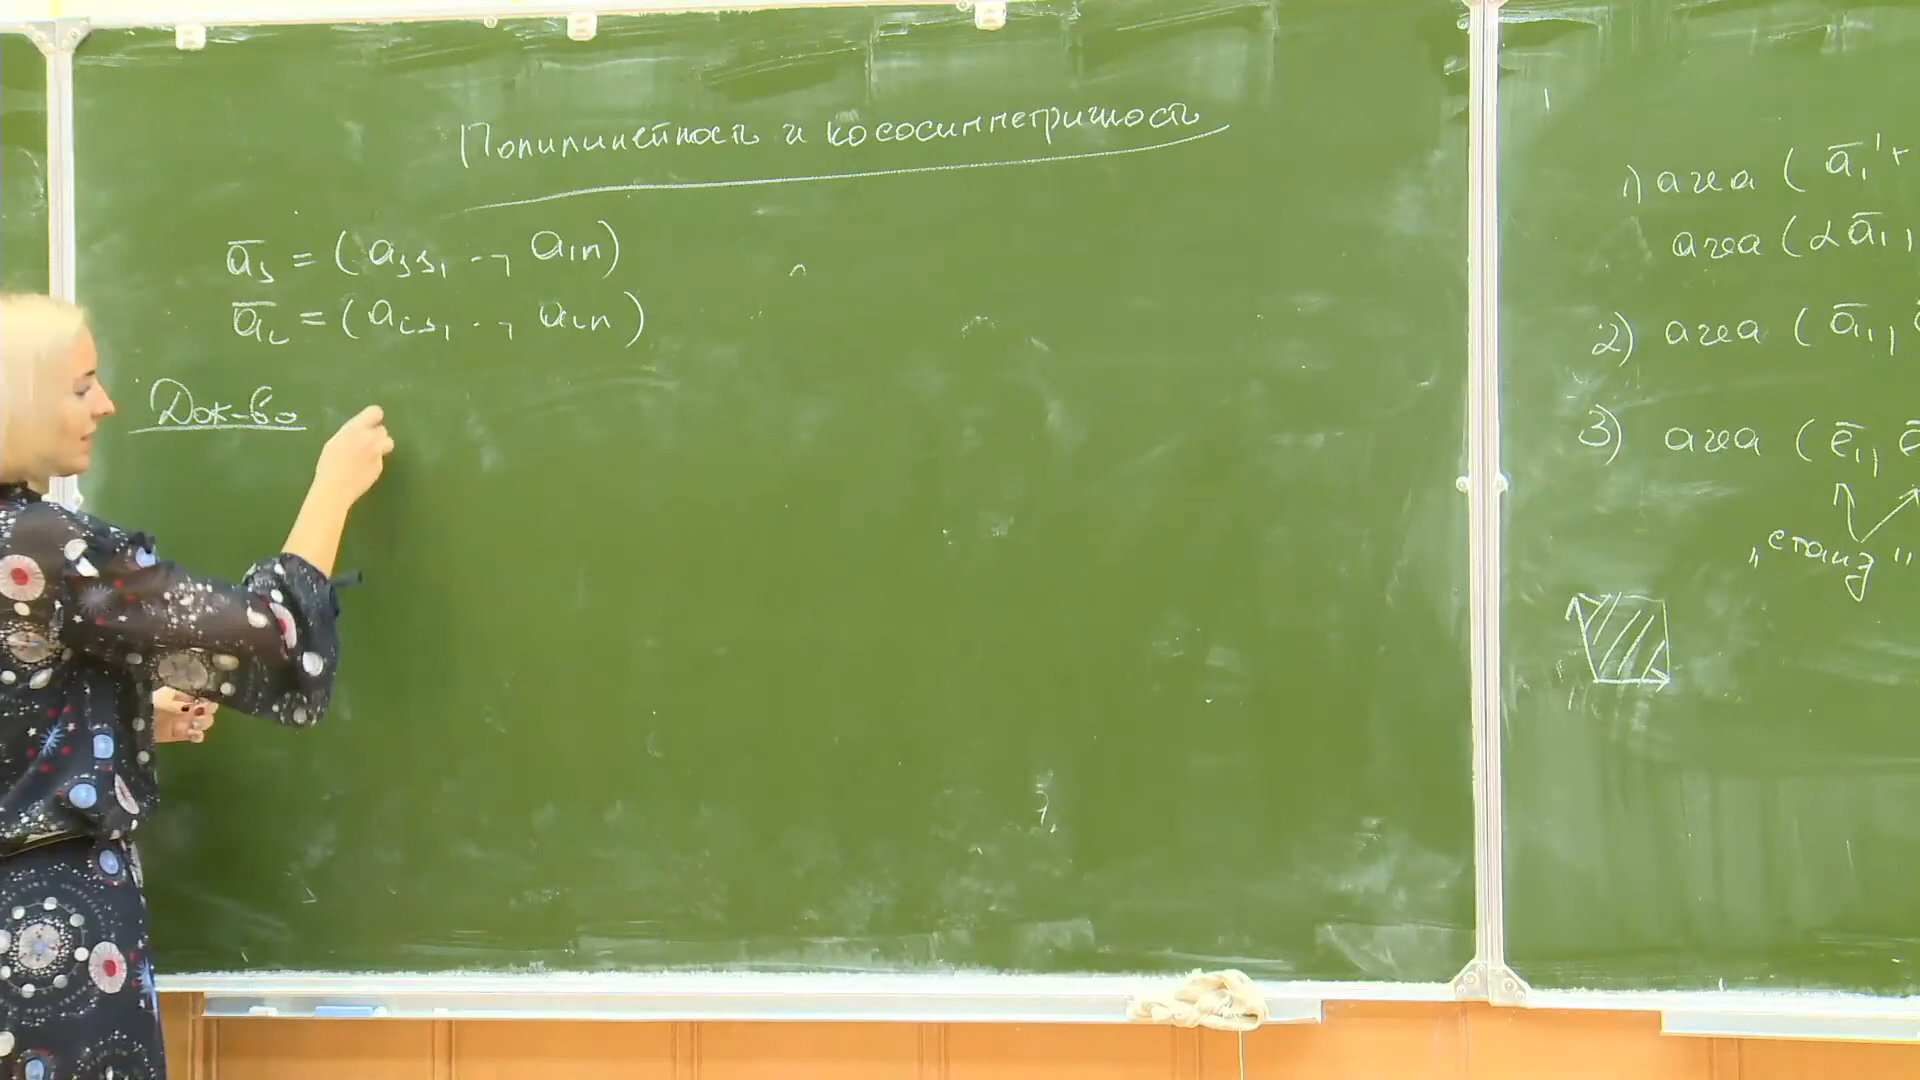 Полилинейность и кососимметричность
ā₁ = (a₁₁, .., a₁ₙ)
āᵢ = (aᵢ₁, .., aᵢₙ)
Док-во
1) area (ā₁' +
area (αā₁,
2) area (ā₁,
3) area (ē₁, ē
"станд"